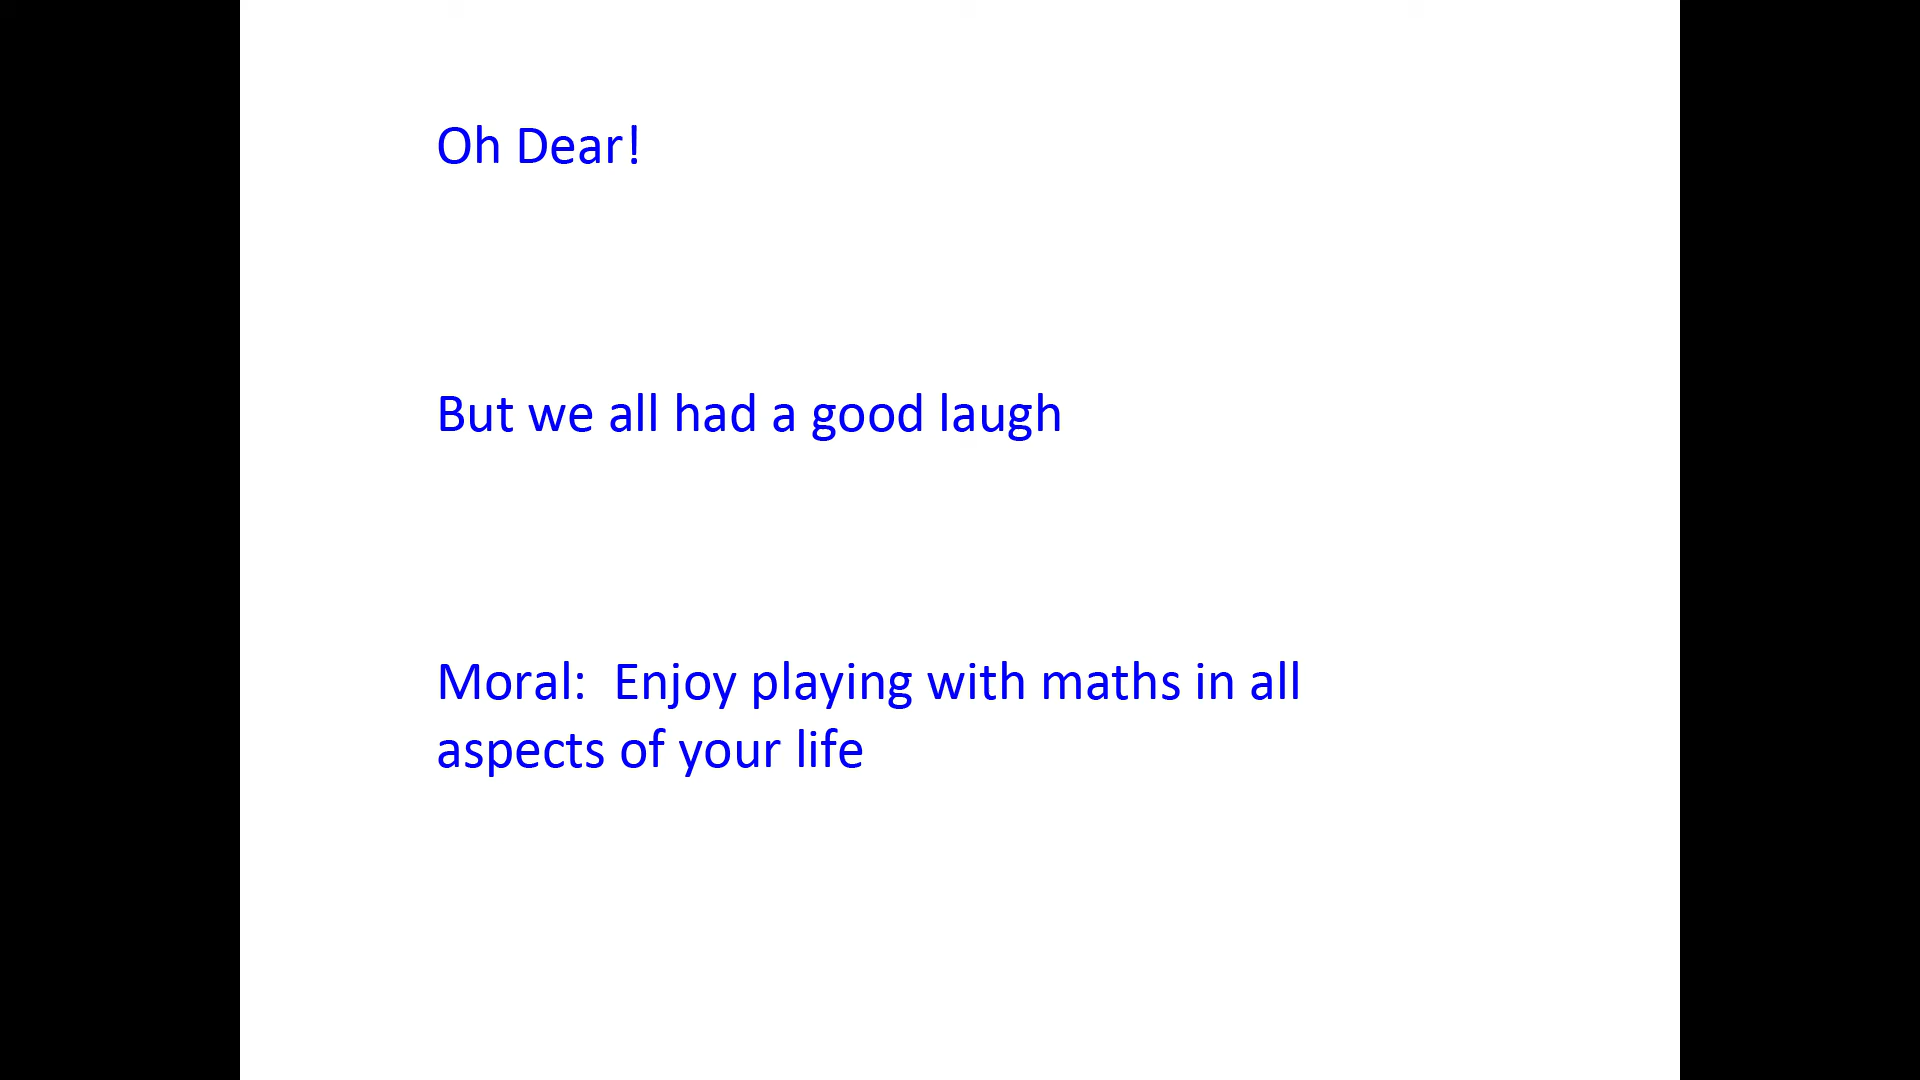 Oh Dear!
But we all had a good laugh
Moral:  Enjoy playing with maths in all
aspects of your life